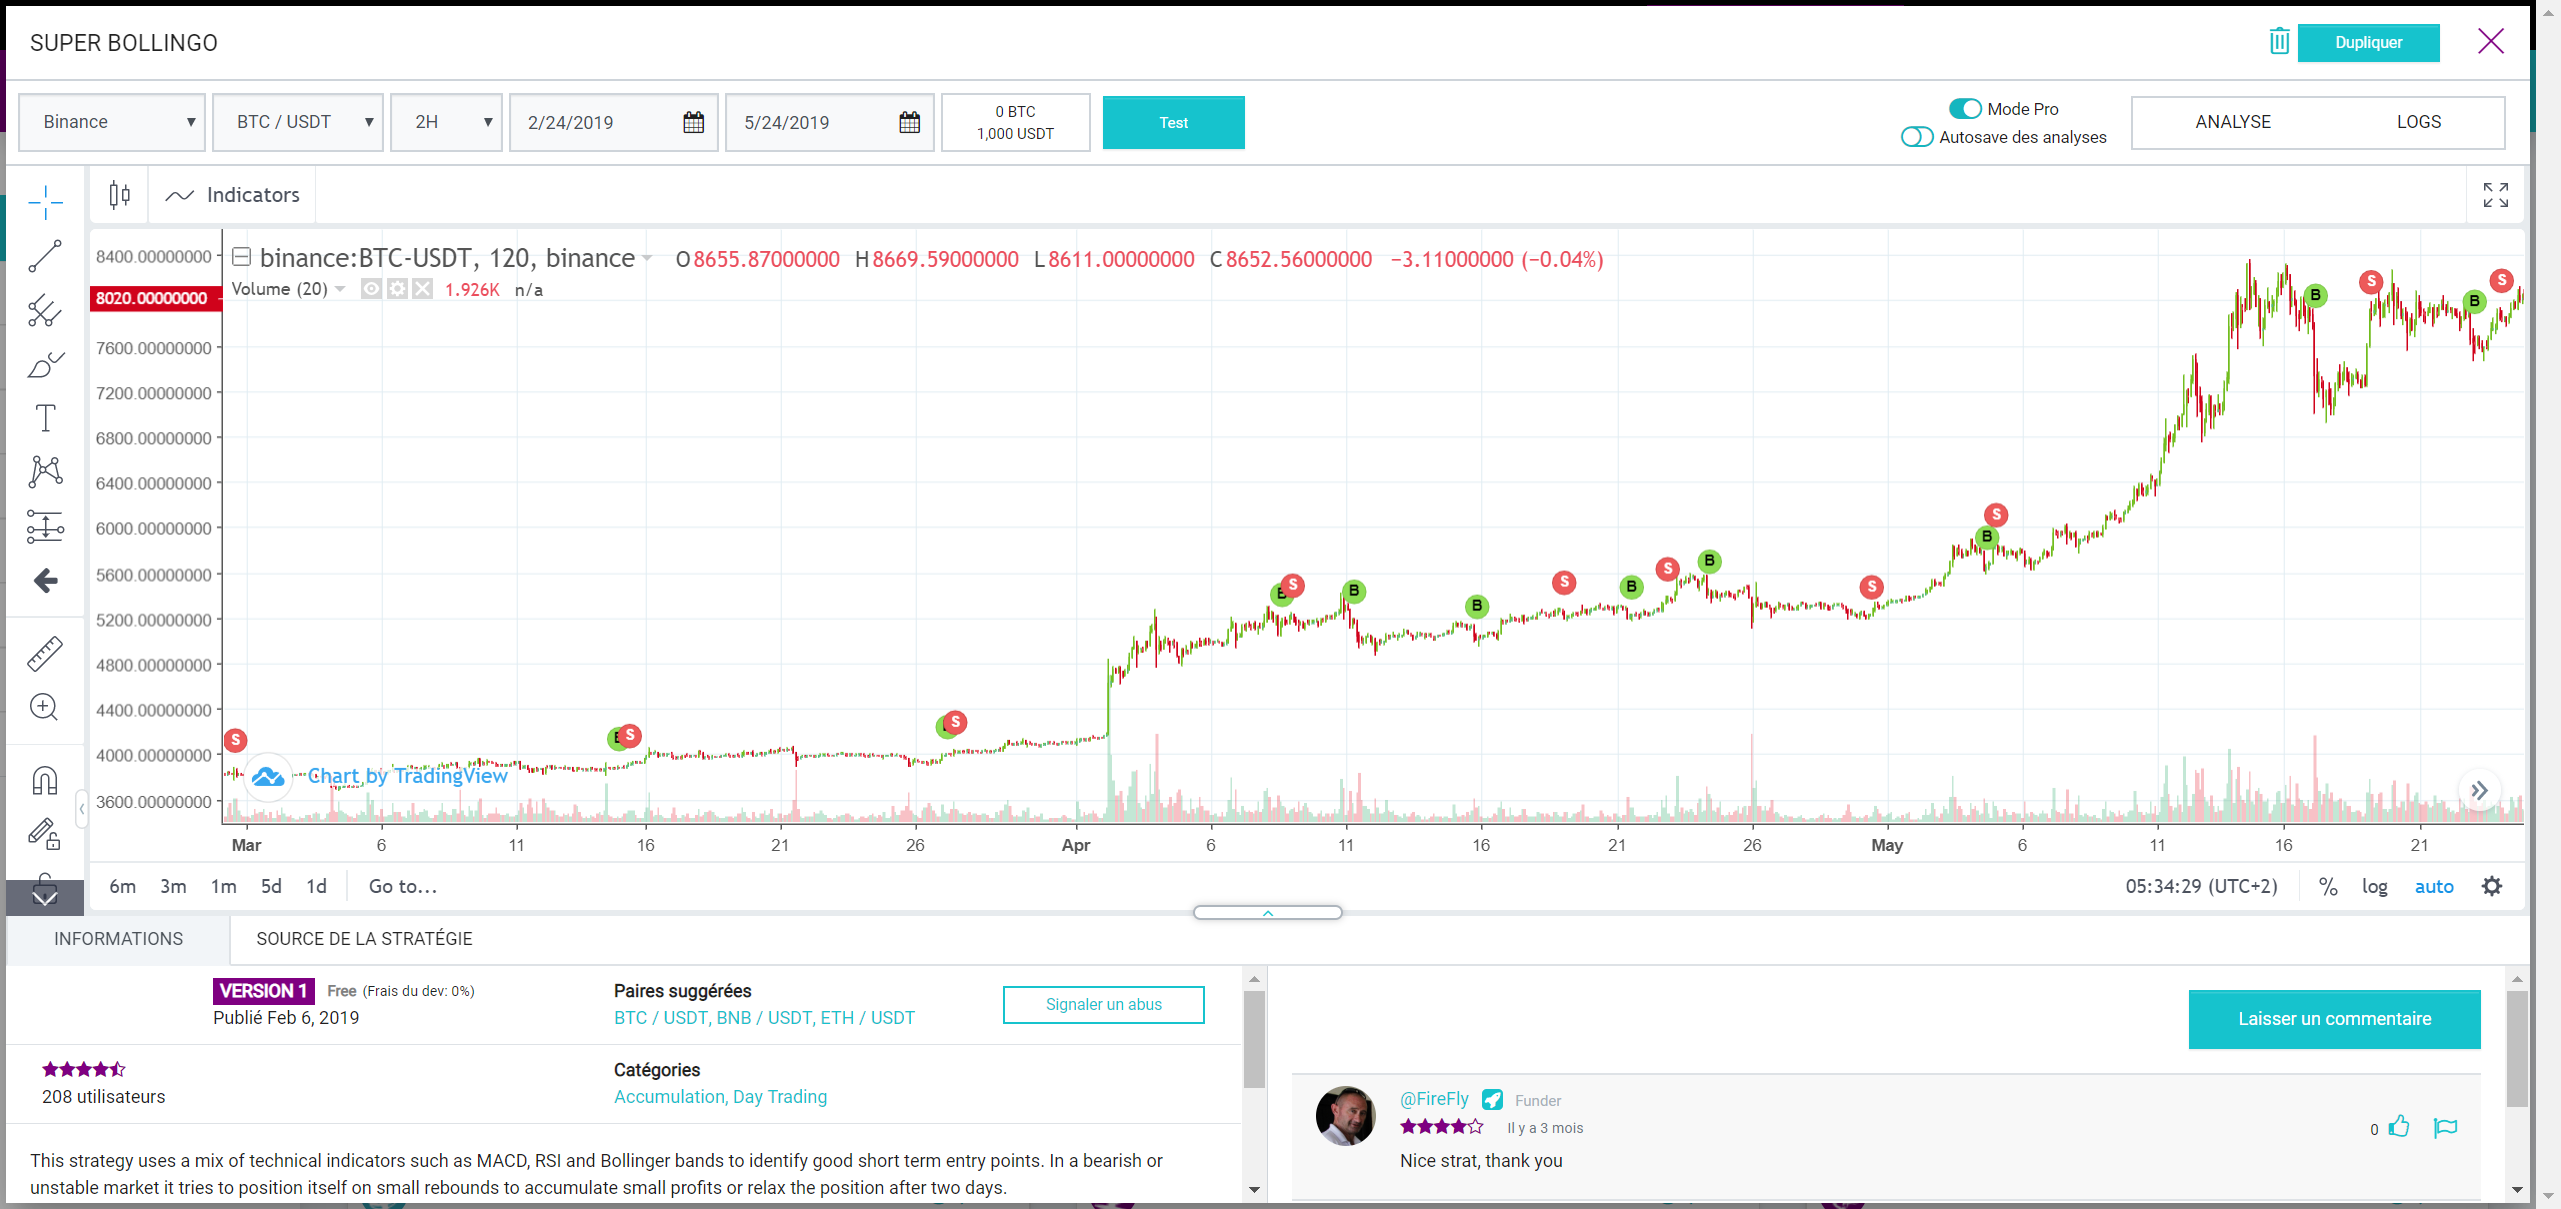 SUPER BOLLINGO
Dupliquer
Binance
BTC / USDT
2H
2/24/2019
5/24/2019
0 BTC
1,000 USDT
Test
Mode Pro
Autosave des analyses
ANALYSE
LOGS
Indicators
binance:BTC-USDT, 120, binance O8655.87000000 H8669.59000000 L8611.00000000 C8652.56000000 −3.11000000 (−0.04%)
Volume (20) 1.926K n/a
8400.00000000
8020.00000000
7600.00000000
7200.00000000
6800.00000000
6400.00000000
6000.00000000
5600.00000000
5200.00000000
4800.00000000
4400.00000000
4000.00000000
3600.00000000
S
S
S
B
S
B
B
S
B
S
B
S
B
S
B
S
B
S
Chart by TradingView
Mar 6 11 16 21 26 Apr 6 11 16 21 26 May 6 11 16 21
6m 3m 1m 5d 1d Go to...
05:34:29 (UTC+2) % log auto
INFORMATIONS
SOURCE DE LA STRATÉGIE
VERSION 1 Free (Frais du dev: 0%)
Publié Feb 6, 2019
Paires suggérées
BTC / USDT, BNB / USDT, ETH / USDT
Signaler un abus
208 utilisateurs
Catégories
Accumulation, Day Trading
This strategy uses a mix of technical indicators such as MACD, RSI and Bollinger bands to identify good short term entry points. In a bearish or
unstable market it tries to position itself on small rebounds to accumulate small profits or relax the position after two days.
Laisser un commentaire
@FireFly Funder
Il y a 3 mois
0
Nice strat, thank you